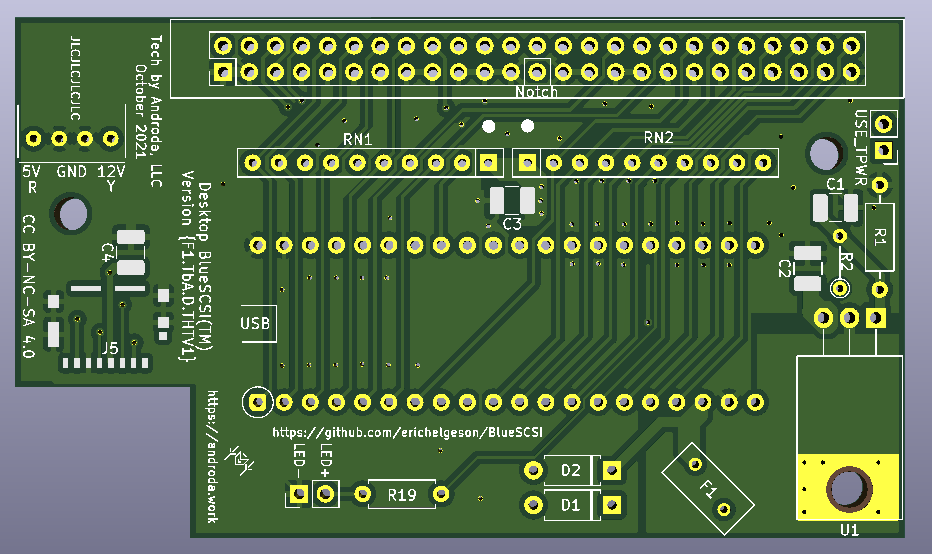 JLCJLCJLCJLC
Tech by Androda, LLC
October 2021
Notch
RN1
RN2
USE_TPWR
5V GND 12V
R Y
C1
C3
R1
R2
C2
C4
Desktop BlueSCSI(TM)
Version {F1.TbA.D.THTV1}
CC BY-NC-SA 4.0
USB
J5
https://github.com/erichelgeson/BlueSCSI
https://androda.work
LED-
LED+
R19
D2
D1
F1
U1